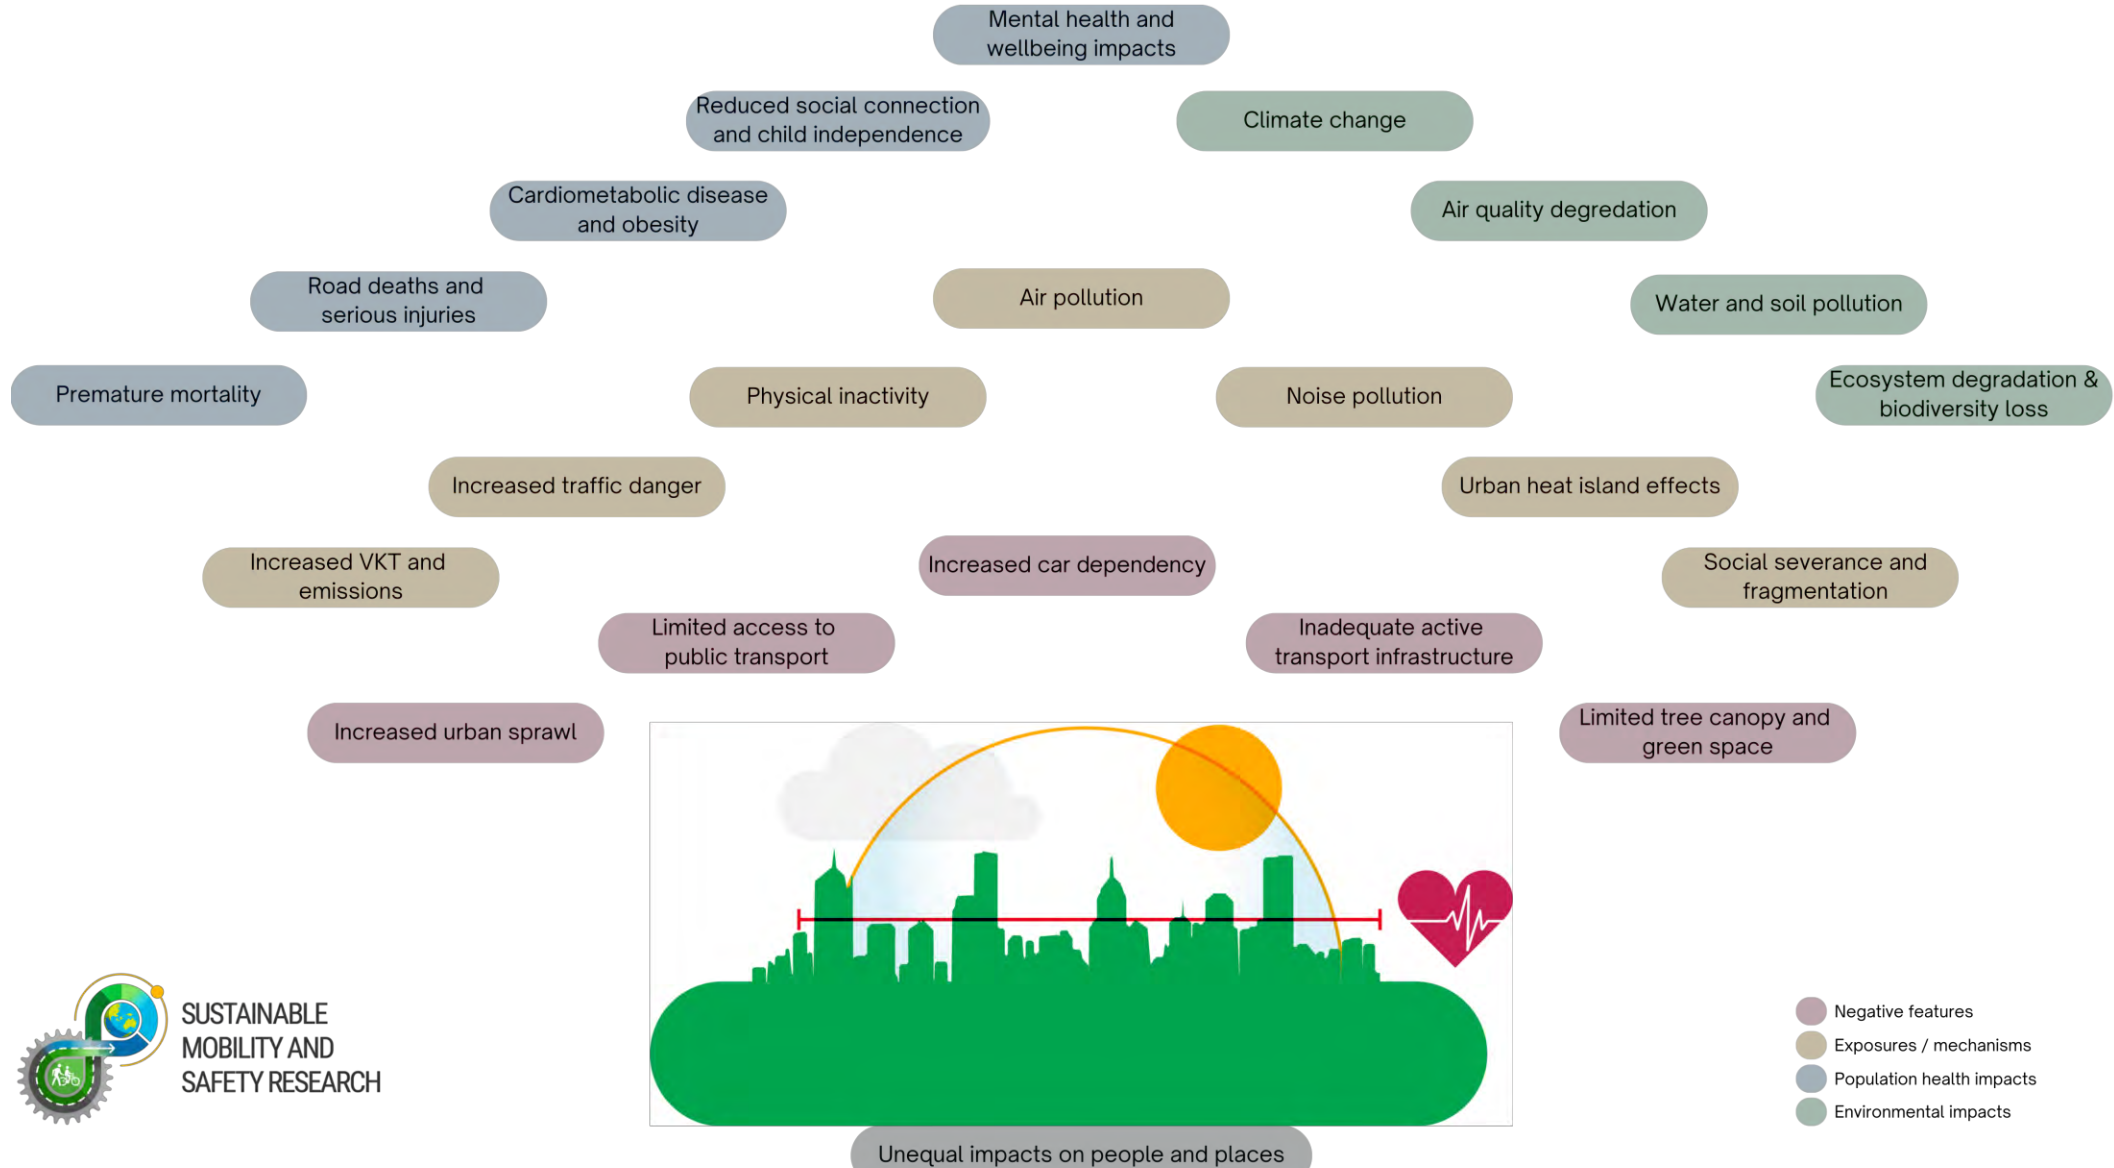 Mental health and
wellbeing impacts
Reduced social connection
and child independence
Climate change
Cardiometabolic disease
and obesity
Air quality degredation
Road deaths and
serious injuries
Air pollution
Water and soil pollution
Premature mortality
Physical inactivity
Noise pollution
Ecosystem degradation &
biodiversity loss
Increased traffic danger
Urban heat island effects
Increased VKT and
emissions
Increased car dependency
Social severance and
fragmentation
Limited access to
public transport
Inadequate active
transport infrastructure
Increased urban sprawl
Limited tree canopy and
green space
SUSTAINABLE
MOBILITY AND
SAFETY RESEARCH
Negative features
Exposures / mechanisms
Population health impacts
Environmental impacts
Unequal impacts on people and places